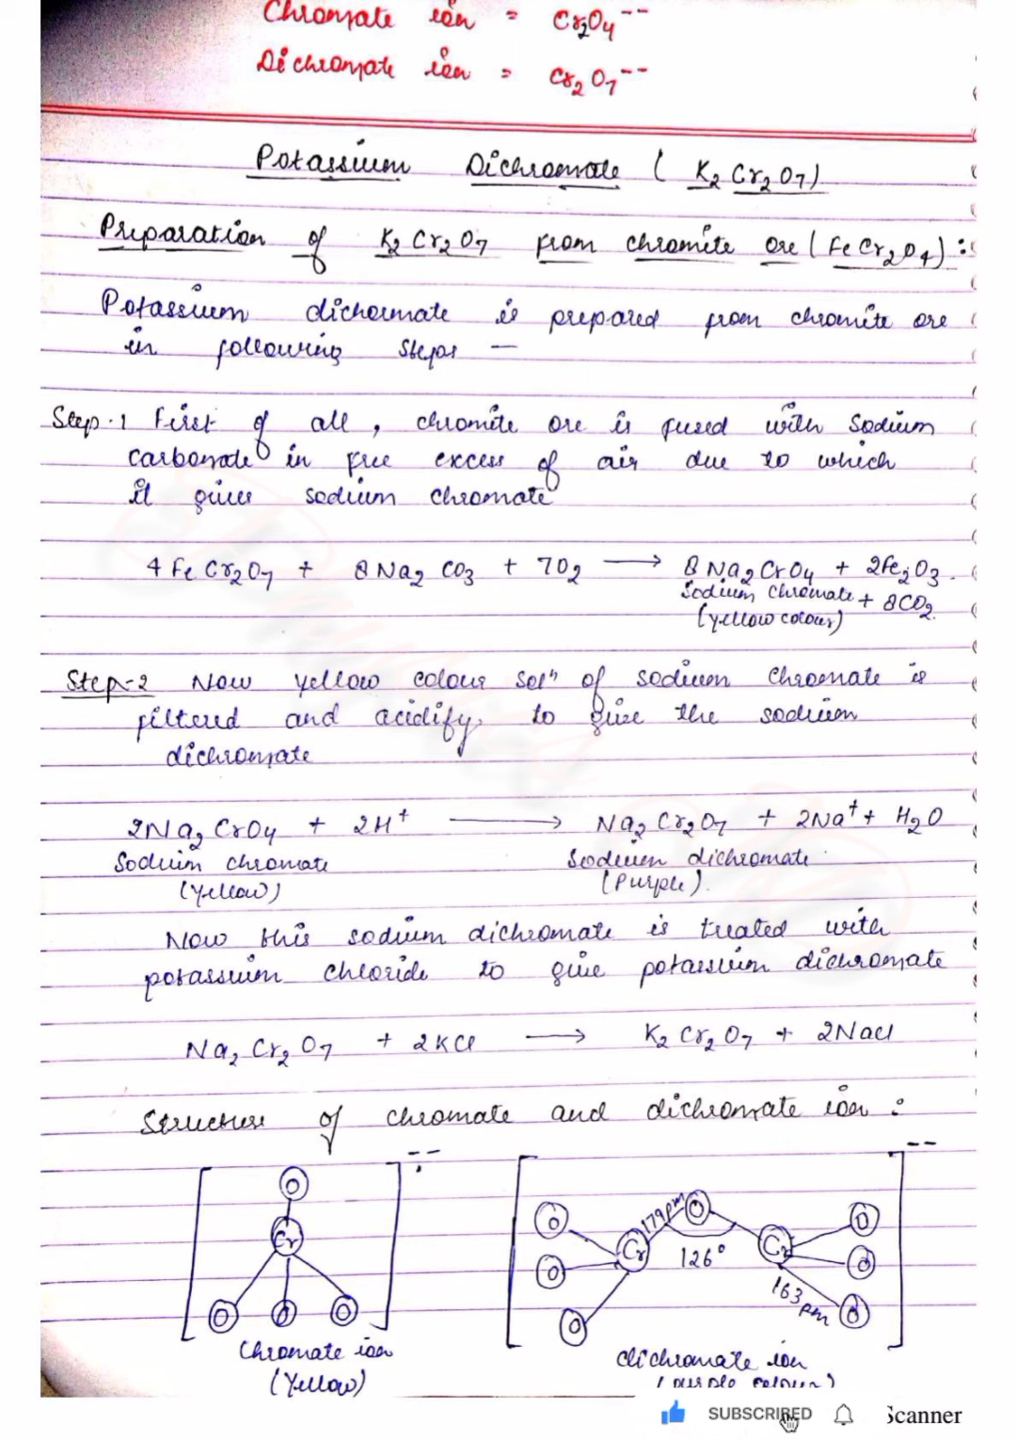 Chromate ion = Cr2O4--
Dichromate ion = Cr2O7--
Potassium Dichromate ( K2Cr2O7)
Preparation of K2Cr2O7 from chromite ore (FeCr2O4) :
Potassium dichormate is prepared from chromite ore
in following steps —
Step.1 First of all, chromite ore is fused with Sodium
carbonate in free excess of air due to which
it gives sodium chromate
4FeCr2O7 + 8Na2CO3 + 7O2 → 8Na2CrO4 + 2Fe2O3.
Sodium chromate + 8CO2.
(yellow colour)
Step-2 Now yellow colour solⁿ of sodium chromate is
filtered and acidify, to give the sodium
dichromate
2Na2CrO4 + 2H+ → Na2Cr2O7 + 2Na+ + H2O
Sodium chromate Sodium dichromate
(Yellow) (Purple).
Now this sodium dichromate is treated with
potassium chloride to give potassium dichromate
Na2Cr2O7 + 2KCl → K2Cr2O7 + 2NaCl
Structure of chromate and dichromate ion :
-- --
O O 179pm O O
Cr O Cr 126° Cr O
O O O O 163pm O
Chromate ion dichromate ion
(Yellow)
SUBSCRIBED Scanner